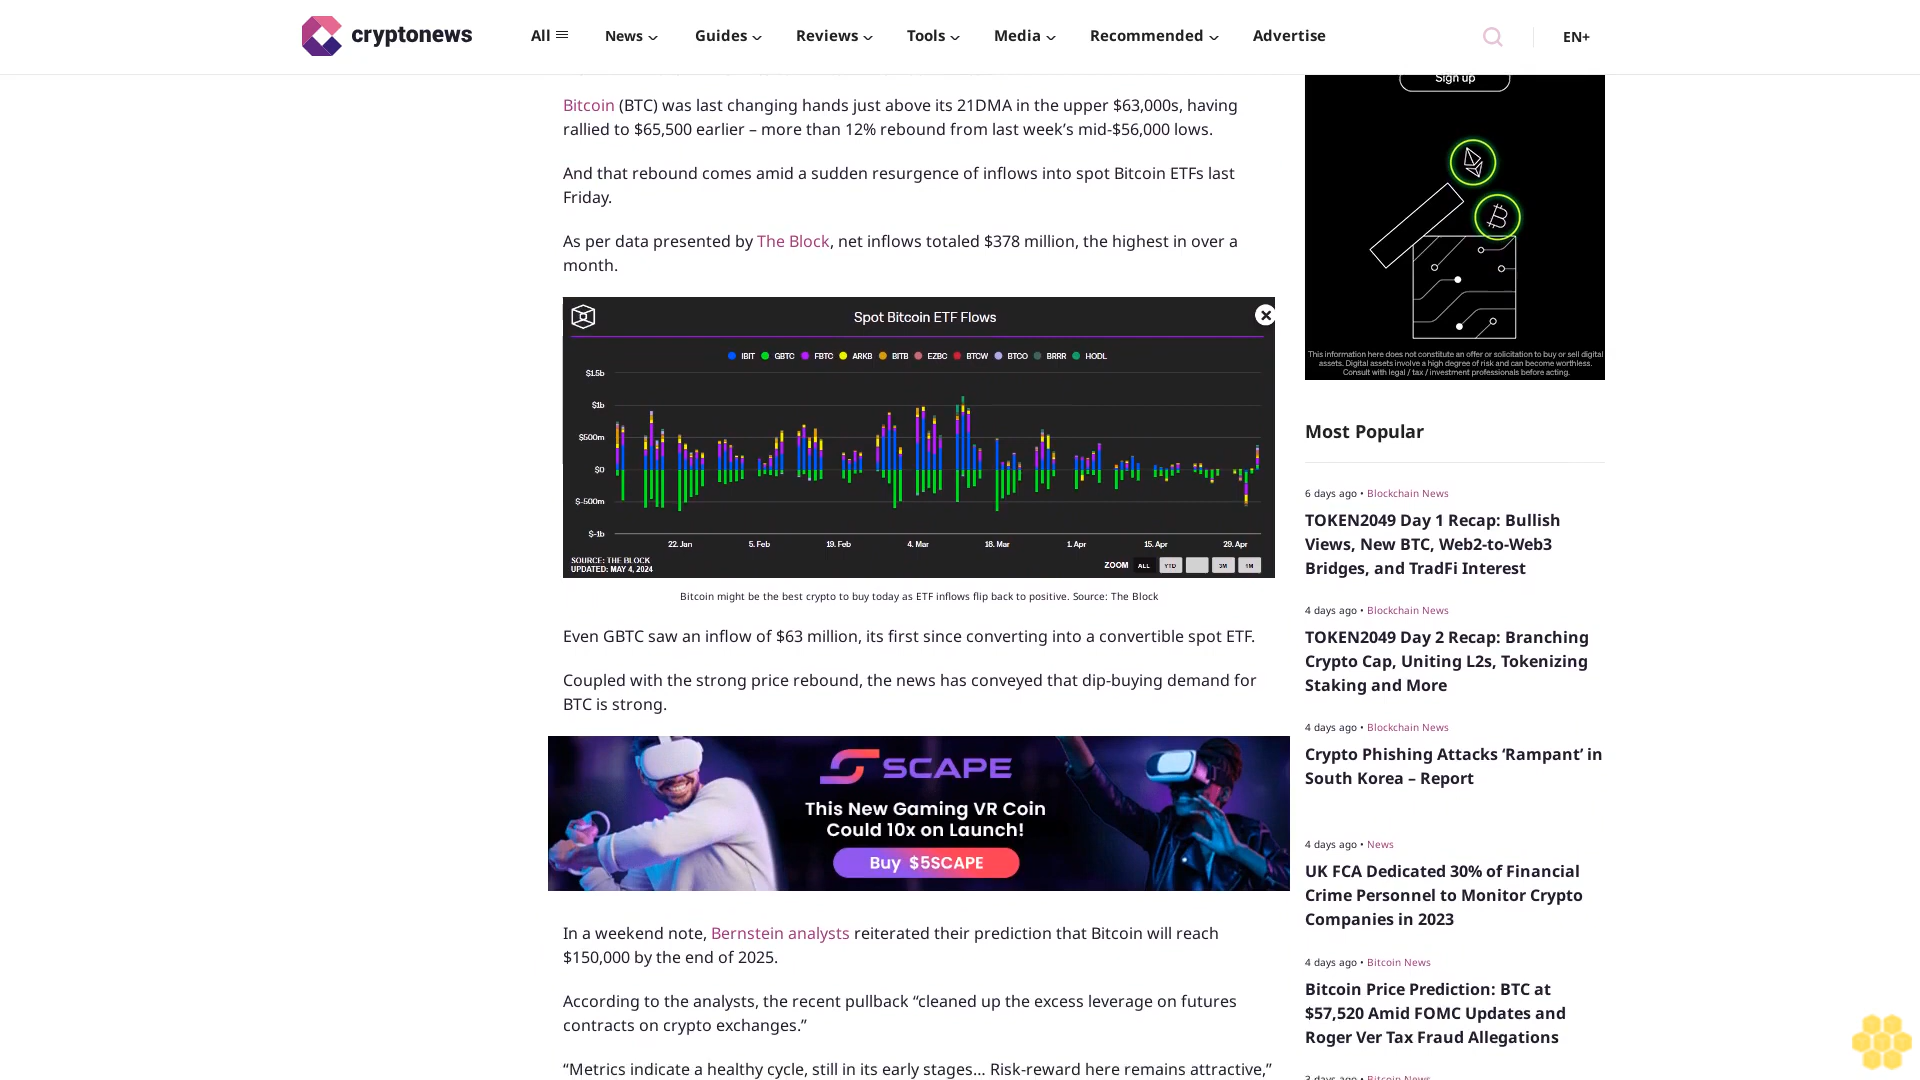 cryptonews
All
News
Guides
Reviews
Tools
Media
Recommended
Advertise
EN+
Bitcoin (BTC) was last changing hands just above its 21DMA in the upper $63,000s, having
rallied to $65,500 earlier – more than 12% rebound from last week’s mid-$56,000 lows.
And that rebound comes amid a sudden resurgence of inflows into spot Bitcoin ETFs last
Friday.
As per data presented by The Block, net inflows totaled $378 million, the highest in over a
month.
Spot Bitcoin ETF Flows
IBIT GBTC FBTC ARKB BITB EZBC BTCW BTCO BRRR HODL
$1.5b
$1b
$500m
$0
$-500m
$-1b
22. Jan 5. Feb 19. Feb 4. Mar 18. Mar 1. Apr 15. Apr 29. Apr
SOURCE: THE BLOCK
UPDATED: MAY 4, 2024
ZOOM ALL YTD 3M 1M
Bitcoin might be the best crypto to buy today as ETF inflows flip back to positive. Source: The Block
Even GBTC saw an inflow of $63 million, its first since converting into a convertible spot ETF.
Coupled with the strong price rebound, the news has conveyed that dip-buying demand for
BTC is strong.
SCAPE
This New Gaming VR Coin
Could 10x on Launch!
Buy $5SCAPE
In a weekend note, Bernstein analysts reiterated their prediction that Bitcoin will reach
$150,000 by the end of 2025.
According to the analysts, the recent pullback “cleaned up the excess leverage on futures
contracts on crypto exchanges.”
“Metrics indicate a healthy cycle, still in its early stages… Risk-reward here remains attractive,”
Sign up
This information here does not constitute an offer or solicitation to buy or sell digital
assets. Digital assets involve a high degree of risk and can become worthless.
Consult with legal / tax / investment professionals before acting.
Most Popular
6 days ago • Blockchain News
TOKEN2049 Day 1 Recap: Bullish
Views, New BTC, Web2-to-Web3
Bridges, and TradFi Interest
4 days ago • Blockchain News
TOKEN2049 Day 2 Recap: Branching
Crypto Cap, Uniting L2s, Tokenizing
Staking and More
4 days ago • Blockchain News
Crypto Phishing Attacks ‘Rampant’ in
South Korea – Report
4 days ago • News
UK FCA Dedicated 30% of Financial
Crime Personnel to Monitor Crypto
Companies in 2023
4 days ago • Bitcoin News
Bitcoin Price Prediction: BTC at
$57,520 Amid FOMC Updates and
Roger Ver Tax Fraud Allegations
3 days ago • Bitcoin News